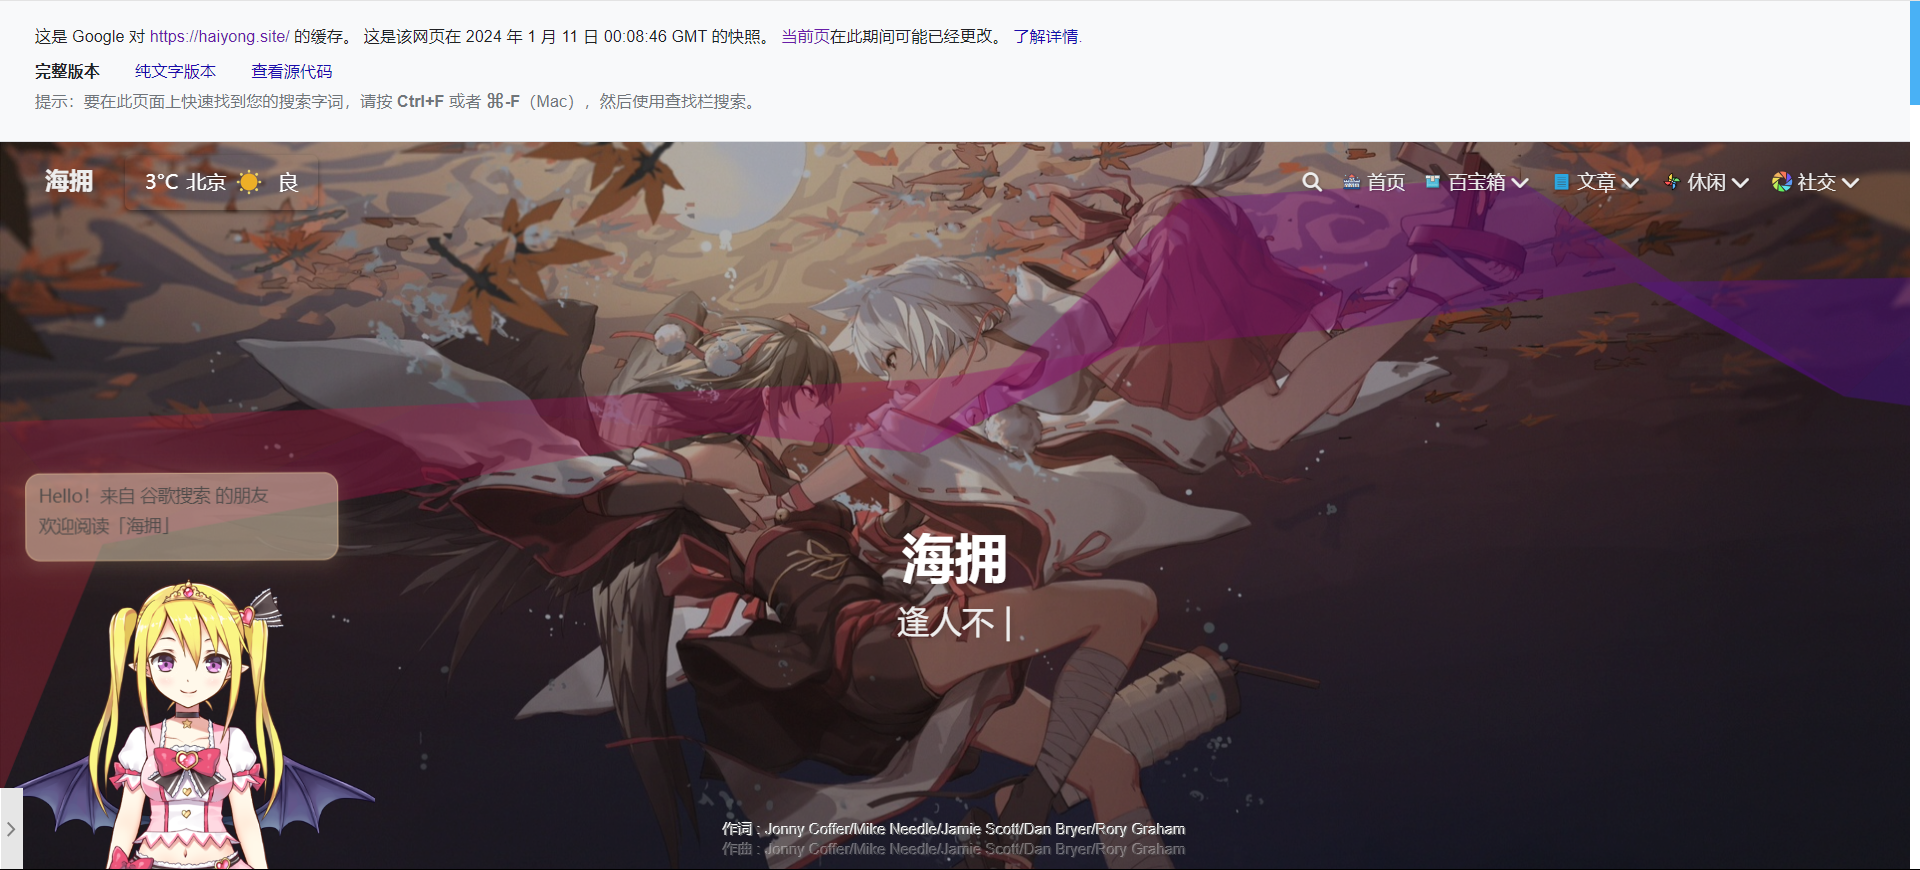 这是 Google 对 https://haiyong.site/ 的缓存。 这是该网页在 2024 年 1 月 11 日 00:08:46 GMT 的快照。 当前页在此期间可能已经更改。 了解详情.
完整版本 纯文字版本 查看源代码
提示：要在此页面上快速找到您的搜索字词，请按 Ctrl+F 或者 ⌘-F（Mac），然后使用查找栏搜索。
海拥 3°C 北京 良 首页 百宝箱 文章 休闲 社交
Hello！来自 谷歌搜索 的朋友
欢迎阅读「海拥」
海拥
逢人不 |
作词 : Jonny Coffer/Mike Needle/Jamie Scott/Dan Bryer/Rory Graham
作曲 : Jonny Coffer/Mike Needle/Jamie Scott/Dan Bryer/Rory Graham